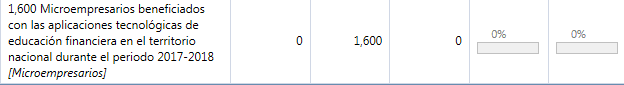 1,600 Microempresarios beneficiados
con las aplicaciones tecnológicas de
educación financiera en el territorio
nacional durante el periodo 2017-2018
[Microempresarios]
0
1,600
0
0%
0%